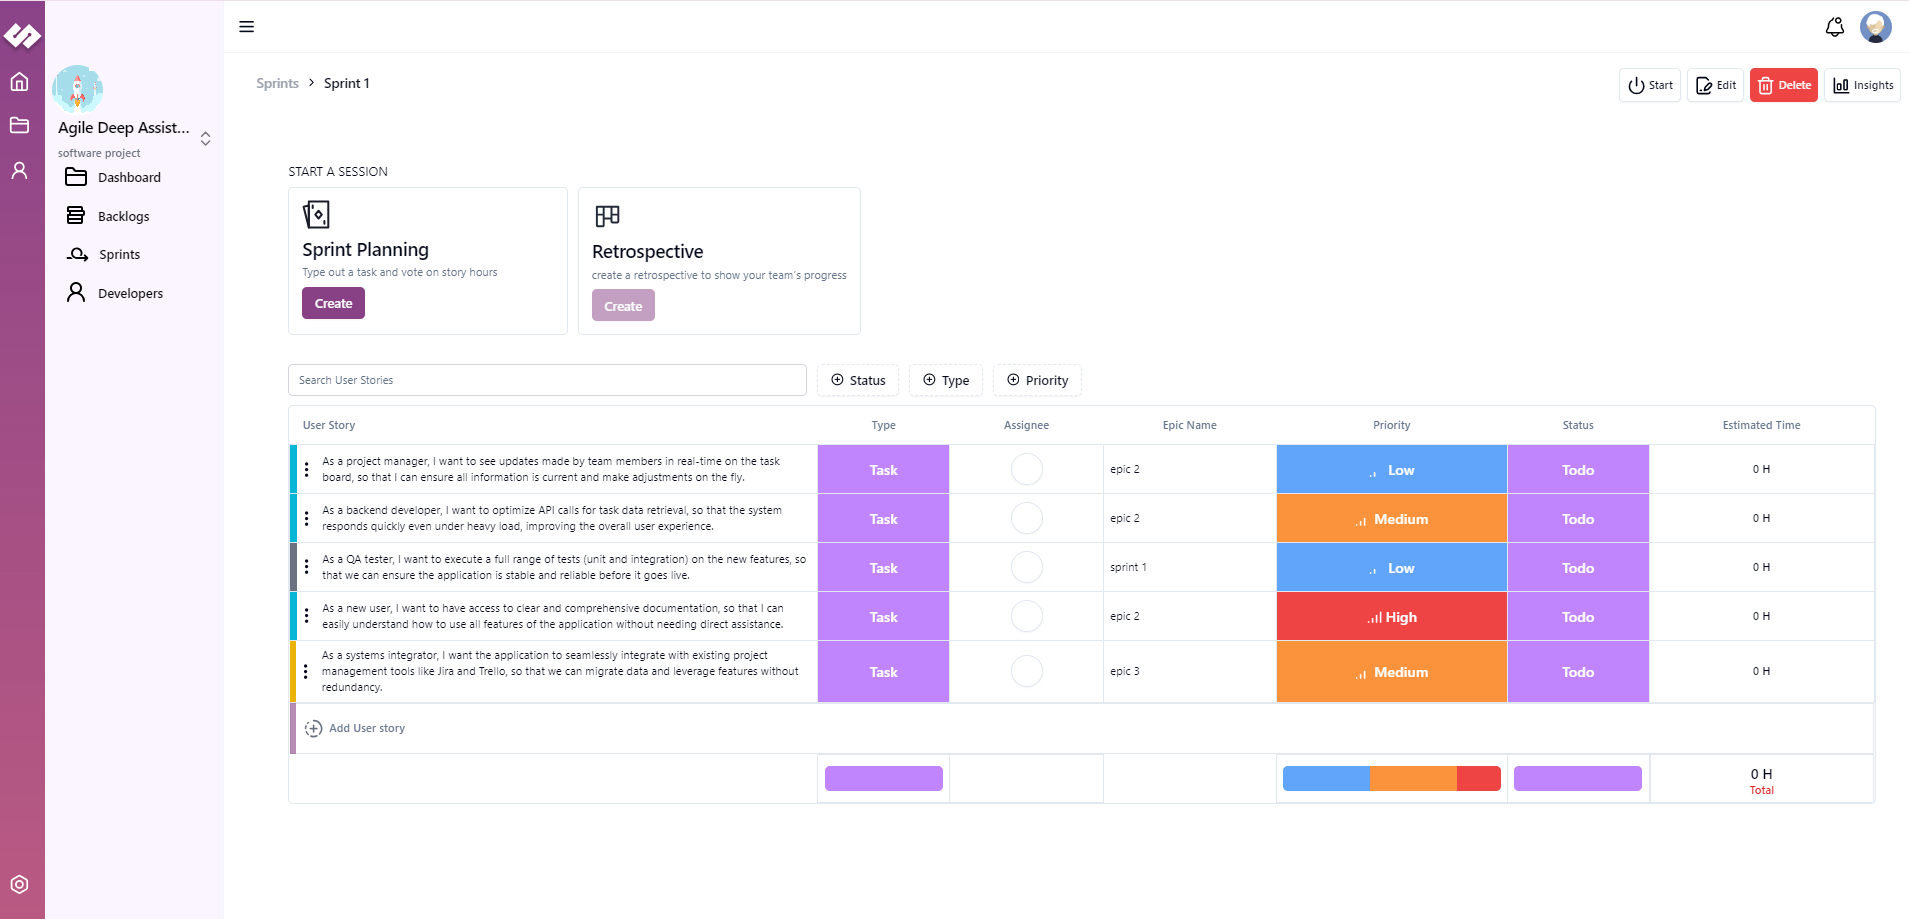 Sprints > Sprint 1
Start
Edit
Delete
Insights
Agile Deep Assist...
software project
Dashboard
Backlogs
Sprints
Developers
START A SESSION
Sprint Planning
Type out a task and vote on story hours
Create
Retrospective
create a retrospective to show your team's progress
Create
Search User Stories
Status
Type
Priority
User Story Type Assignee Epic Name Priority Status Estimated Time
As a project manager, I want to see updates made by team members in real-time on the task
board, so that I can ensure all information is current and make adjustments on the fly.
Task epic 2 Low Todo 0 H
As a backend developer, I want to optimize API calls for task data retrieval, so that the system
responds quickly even under heavy load, improving the overall user experience.
Task epic 2 Medium Todo 0 H
As a QA tester, I want to execute a full range of tests (unit and integration) on the new features, so
that we can ensure the application is stable and reliable before it goes live.
Task sprint 1 Low Todo 0 H
As a new user, I want to have access to clear and comprehensive documentation, so that I can
easily understand how to use all features of the application without needing direct assistance.
Task epic 2 High Todo 0 H
As a systems integrator, I want the application to seamlessly integrate with existing project
management tools like Jira and Trello, so that we can migrate data and leverage features without
redundancy.
Task epic 3 Medium Todo 0 H
Add User story
0 H
Total